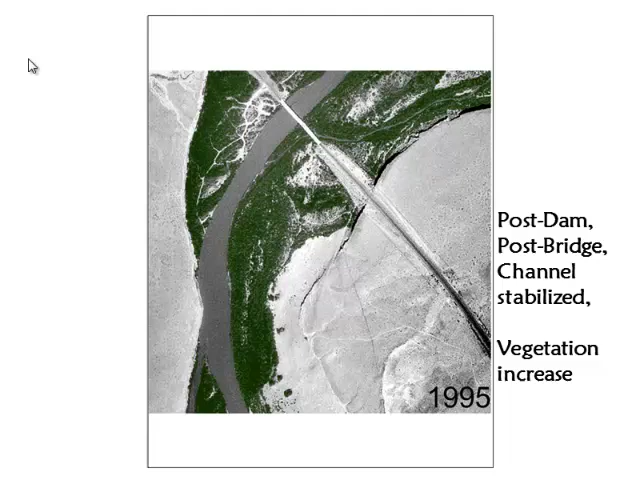 Post-Dam,
Post-Bridge,
Channel
stabilized,
Vegetation
increase
1995